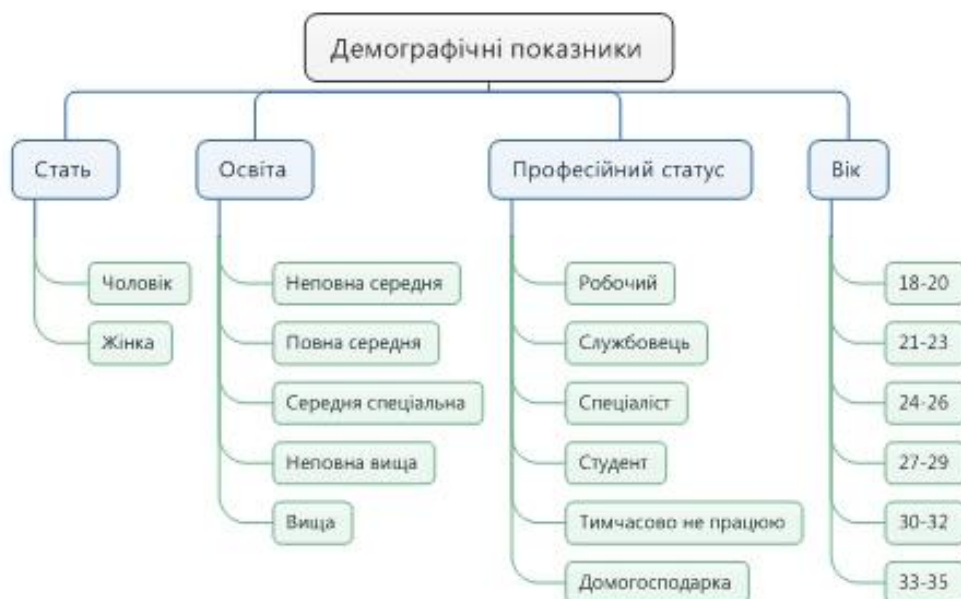 Демографічні показники
Стать
Освіта
Професійний статус
Вік
Чоловік
Жінка
Неповна середня
Повна середня
Середня спеціальна
Неповна вища
Вища
Робочий
Службовець
Спеціаліст
Студент
Тимчасово не працюю
Домогосподарка
18-20
21-23
24-26
27-29
30-32
33-35